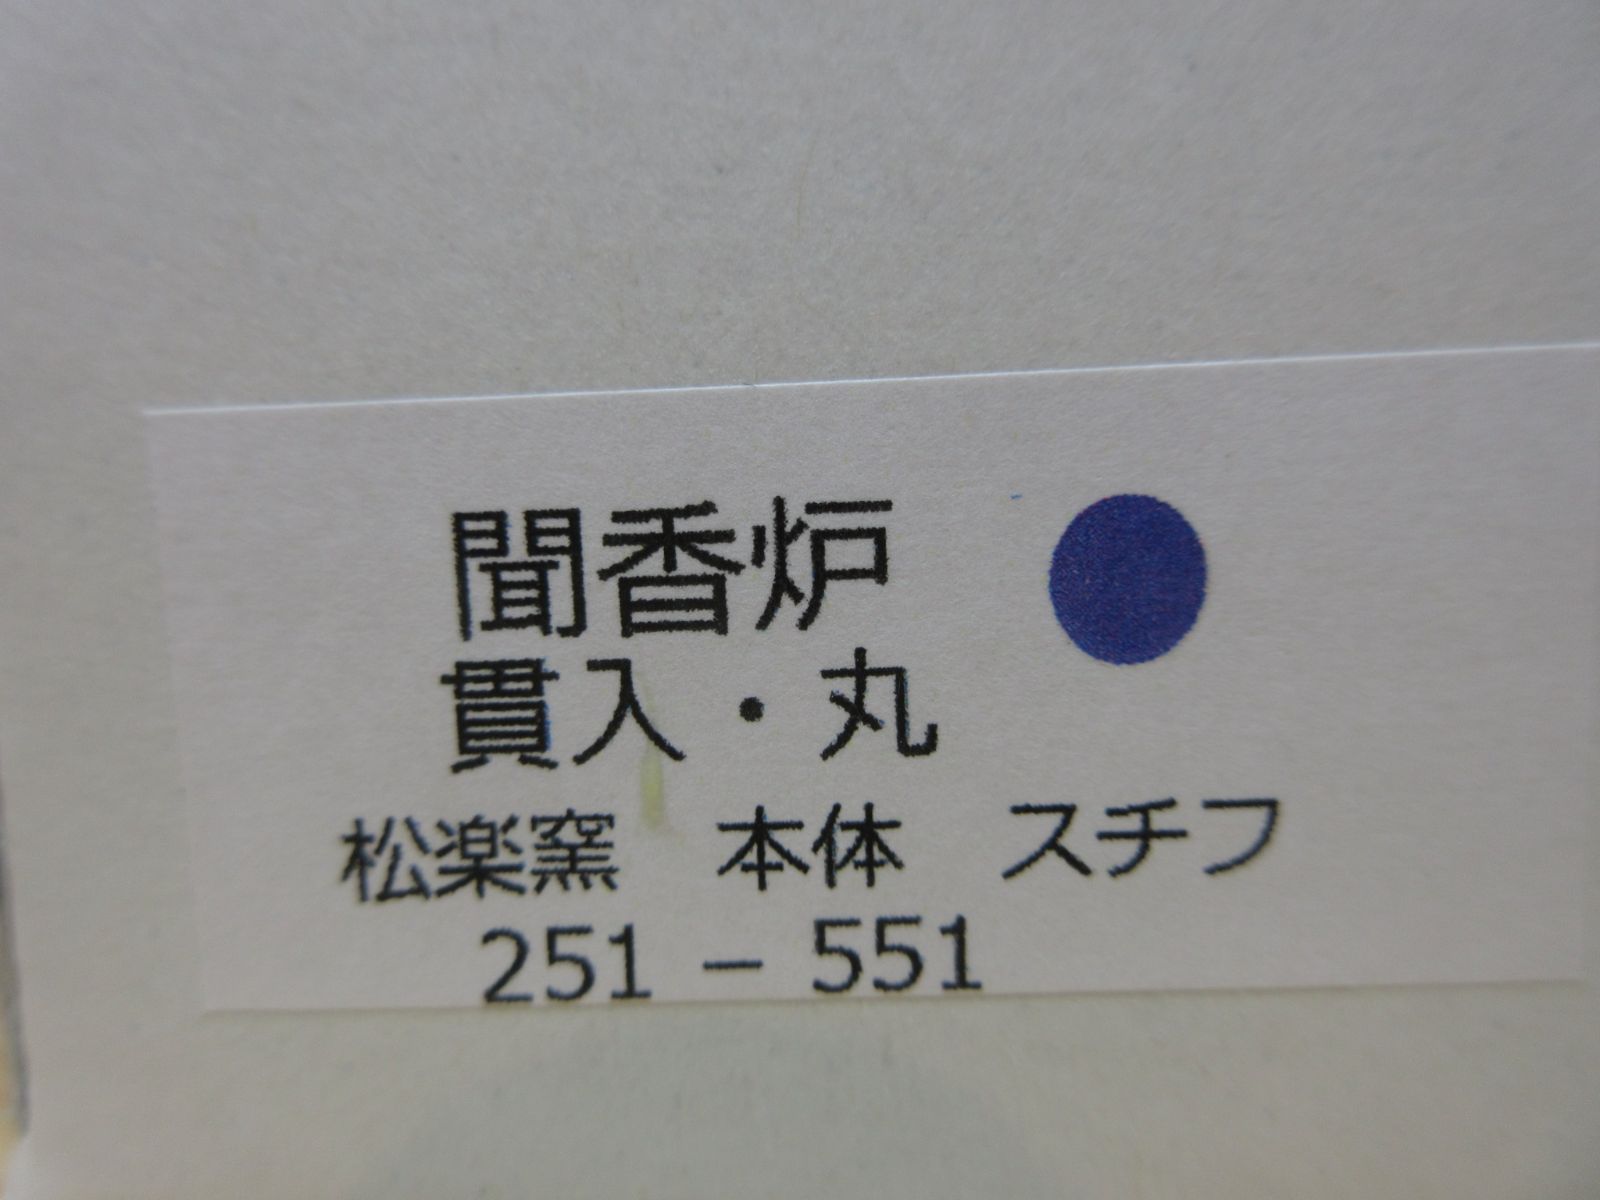 聞香炉
貫入・丸
松楽窯　本体　スチフ
251－551